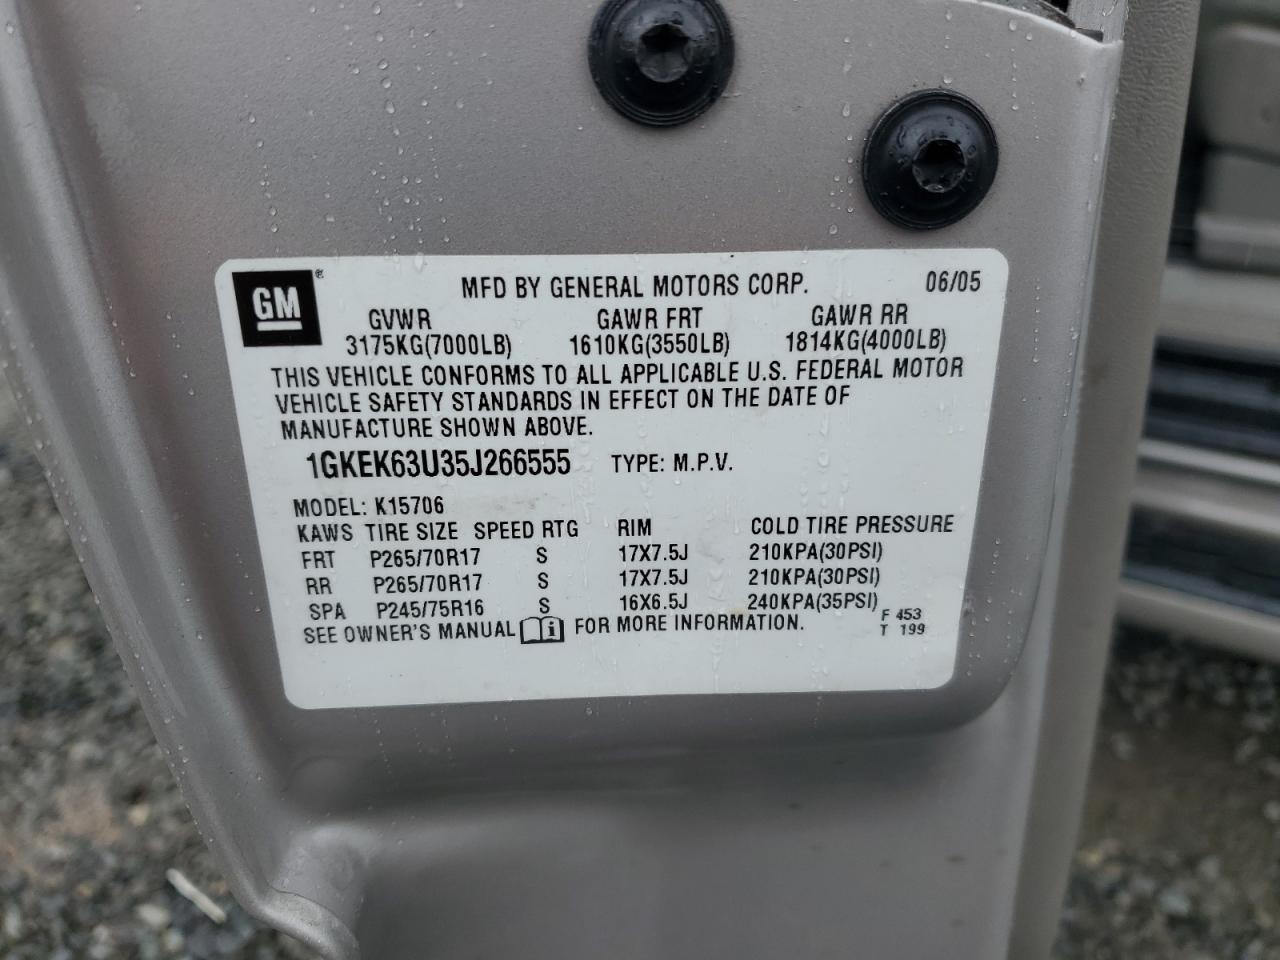 GM ® MFD BY GENERAL MOTORS CORP. 06/05
GVWR GAWR FRT GAWR RR
3175KG(7000LB) 1610KG(3550LB) 1814KG(4000LB)
THIS VEHICLE CONFORMS TO ALL APPLICABLE U.S. FEDERAL MOTOR
VEHICLE SAFETY STANDARDS IN EFFECT ON THE DATE OF
MANUFACTURE SHOWN ABOVE.
1GKEK63U35J266555 TYPE: M.P.V.
MODEL: K15706
KAWS TIRE SIZE SPEED RTG RIM COLD TIRE PRESSURE
FRT P265/70R17 S 17X7.5J 210KPA(30PSI)
RR P265/70R17 S 17X7.5J 210KPA(30PSI)
SPA P245/75R16 S 16X6.5J 240KPA(35PSI)
SEE OWNER'S MANUAL i FOR MORE INFORMATION.
F 453
T 199